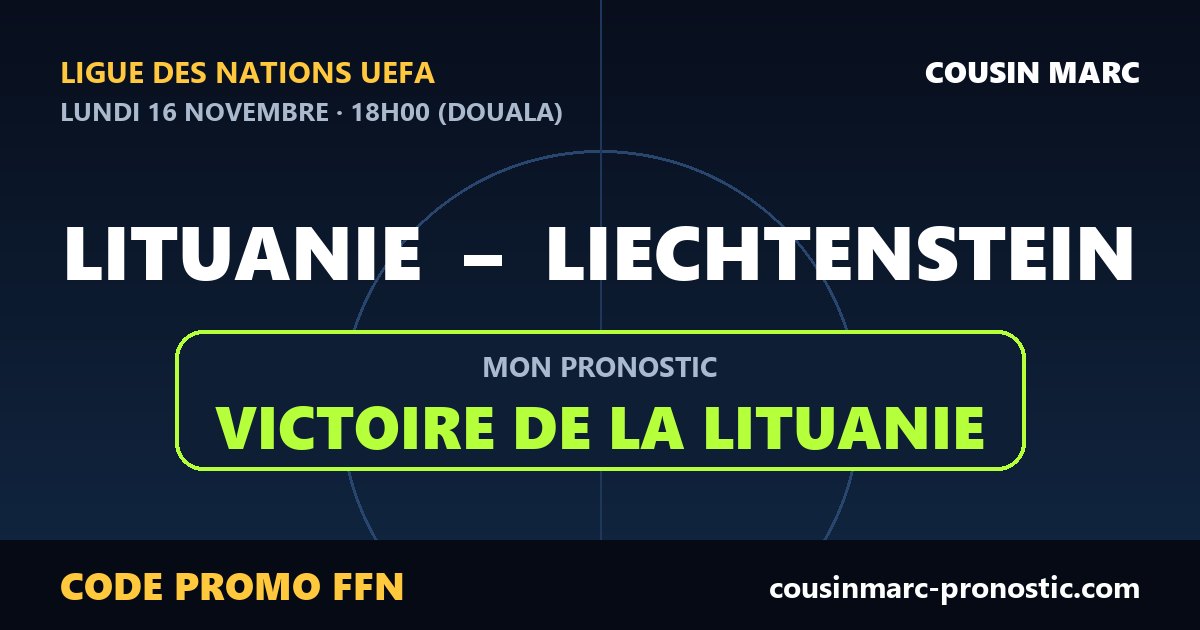 LIGUE DES NATIONS UEFA
COUSIN MARC
LUNDI 16 NOVEMBRE · 18H00 (DOUALA)
LITUANIE – LIECHTENSTEIN
MON PRONOSTIC
VICTOIRE DE LA LITUANIE
CODE PROMO FFN
cousinmarc-pronostic.com